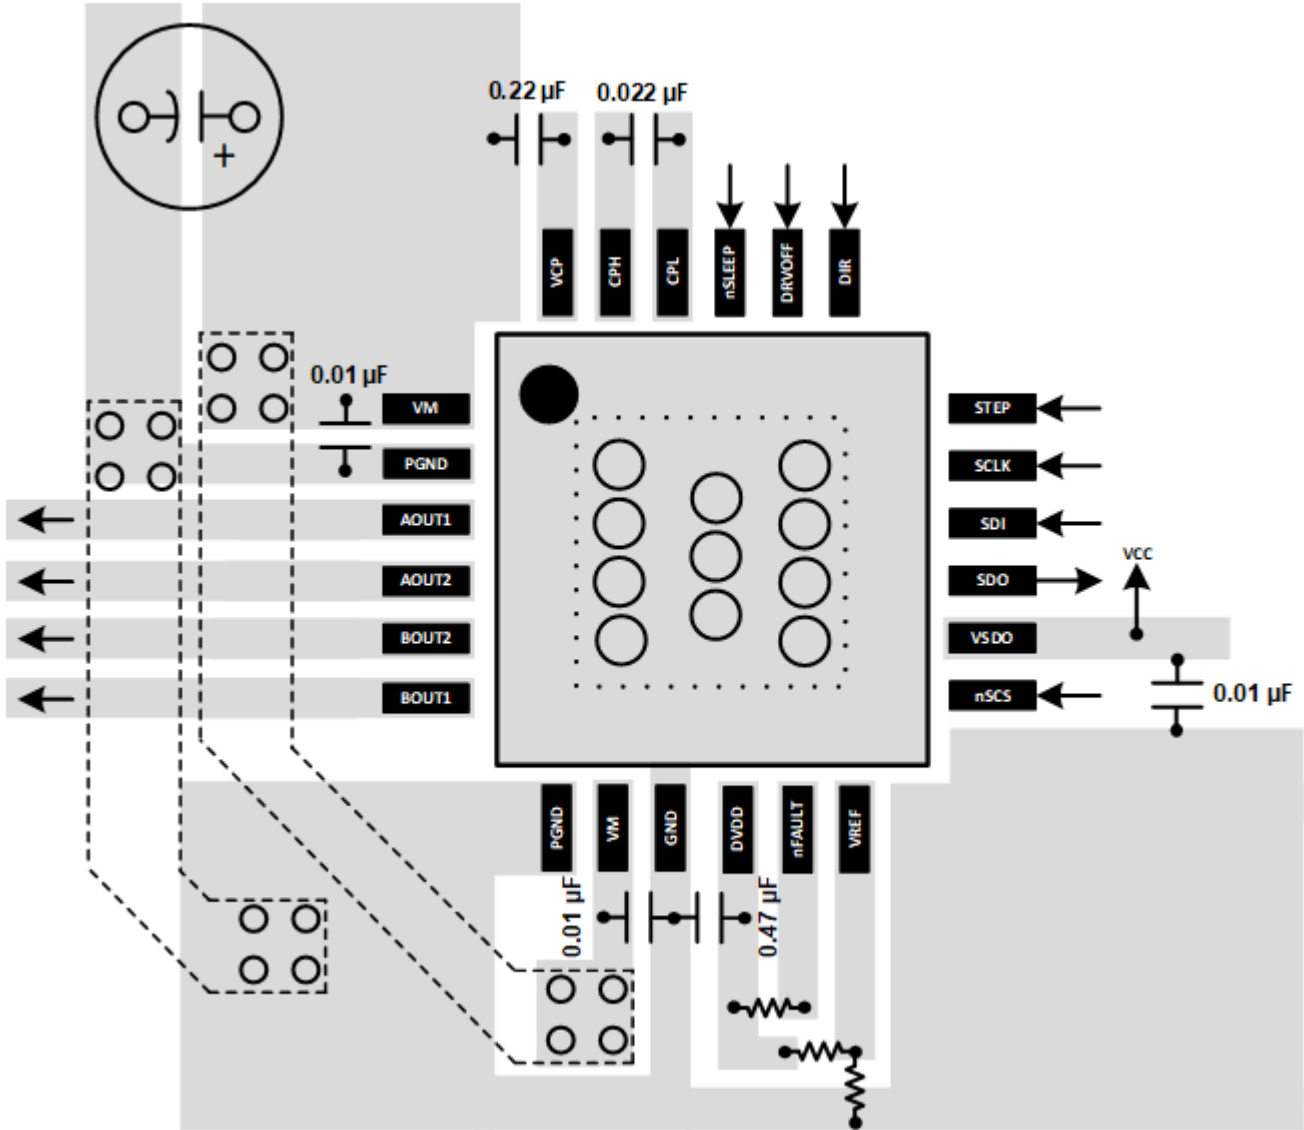 0.22 µF
0.022 µF
+
VCP
CPH
CPL
nSLEEP
DRVOFF
DIR
0.01 µF
VM
PGND
AOUT1
AOUT2
BOUT2
BOUT1
STEP
SCLK
SDI
SDO
VSDO
nSCS
VCC
0.01 µF
PGND
VM
GND
DVDD
nFAULT
VREF
0.01 µF
0.47 µF